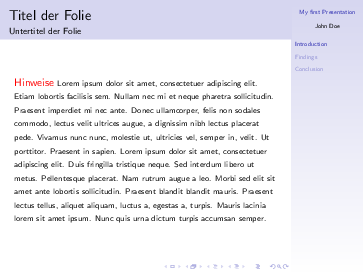 Titel der Folie
Untertitel der Folie
My first Presentation
John Doe
Introduction
Findings
Conclusion
Hinweise Lorem ipsum dolor sit amet, consectetuer adipiscing elit.
Etiam lobortis facilisis sem. Nullam nec mi et neque pharetra sollicitudin.
Praesent imperdiet mi nec ante. Donec ullamcorper, felis non sodales
commodo, lectus velit ultrices augue, a dignissim nibh lectus placerat
pede. Vivamus nunc nunc, molestie ut, ultricies vel, semper in, velit. Ut
porttitor. Praesent in sapien. Lorem ipsum dolor sit amet, consectetuer
adipiscing elit. Duis fringilla tristique neque. Sed interdum libero ut
metus. Pellentesque placerat. Nam rutrum augue a leo. Morbi sed elit sit
amet ante lobortis sollicitudin. Praesent blandit blandit mauris. Praesent
lectus tellus, aliquet aliquam, luctus a, egestas a, turpis. Mauris lacinia
lorem sit amet ipsum. Nunc quis urna dictum turpis accumsan semper.